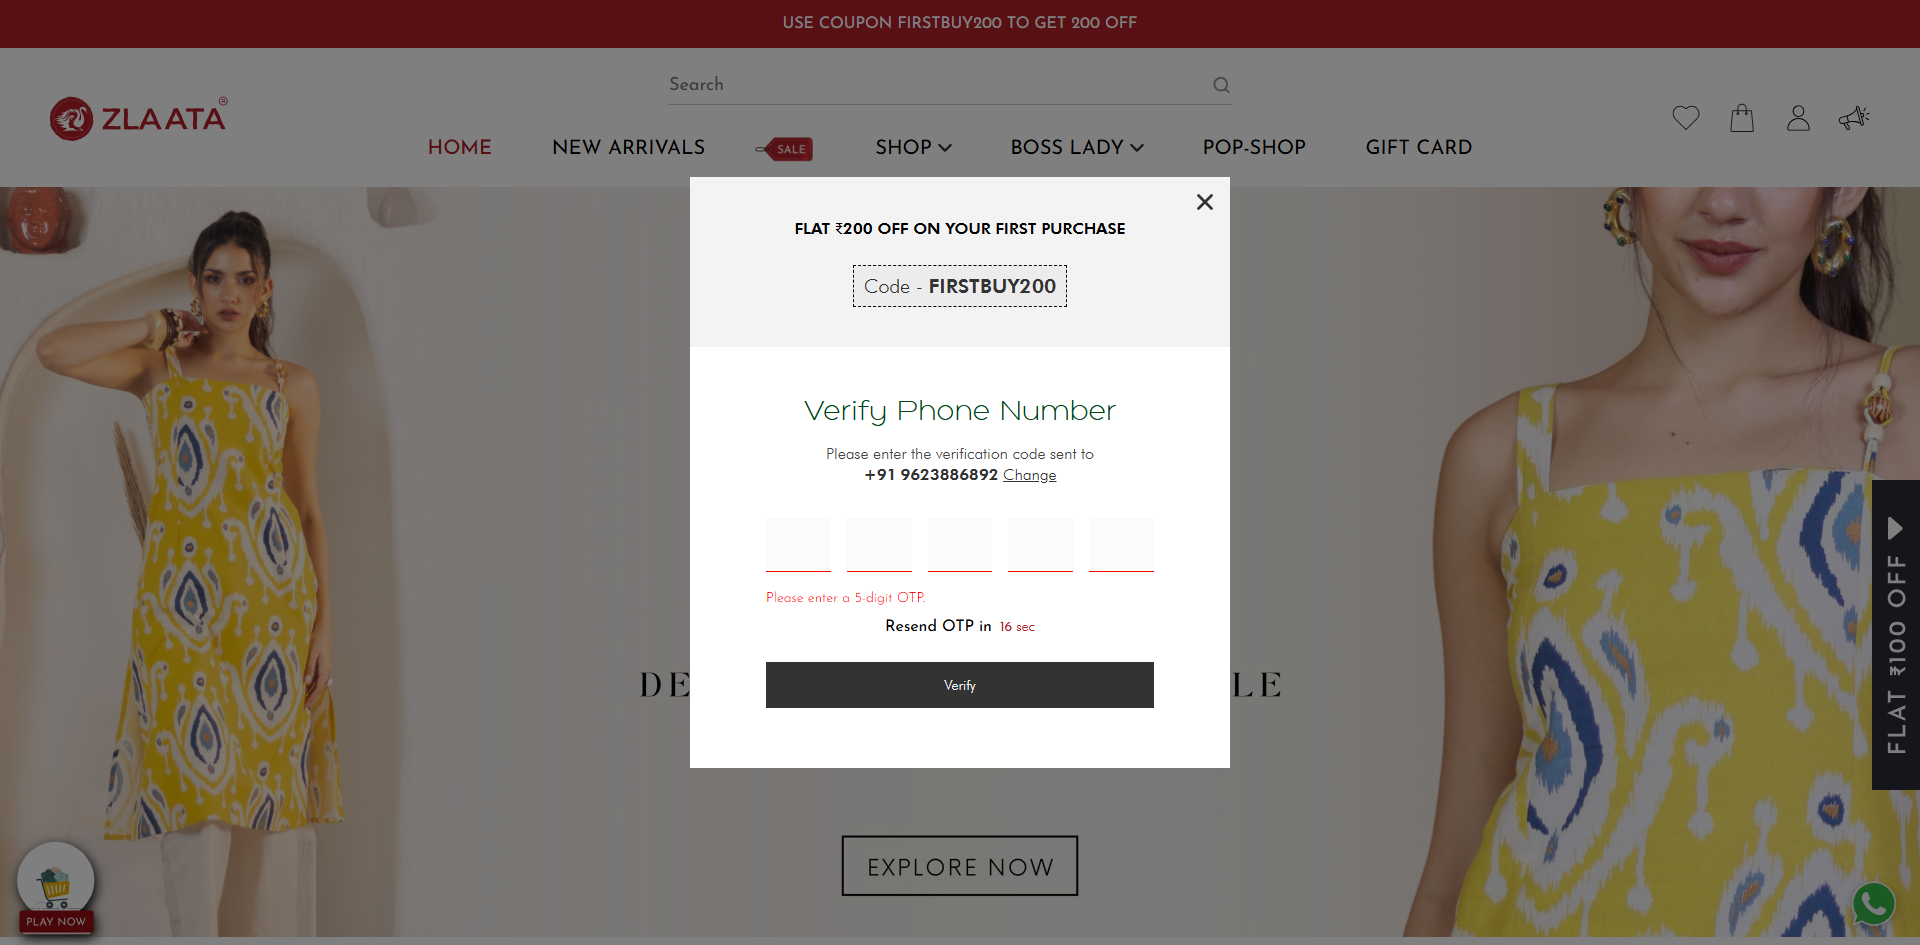 USE COUPON FIRSTBUY200 TO GET 200 OFF
Search
ZLAATA®
HOME
NEW ARRIVALS
SALE
SHOP
BOSS LADY
POP-SHOP
GIFT CARD
FLAT ₹200 OFF ON YOUR FIRST PURCHASE
Code - FIRSTBUY200
Verify Phone Number
Please enter the verification code sent to
+91 9623886892 Change
Please enter a 5-digit OTP.
Resend OTP in 16 sec
Verify
DE
LE
EXPLORE NOW
FLAT ₹100 OFF
PLAY NOW